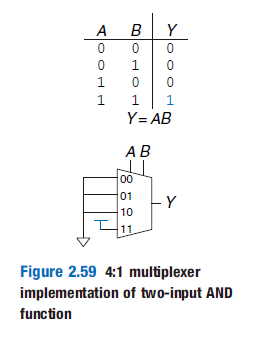 A B Y
0 0 0
0 1 0
1 0 0
1 1 1
Y = AB
A B
00
01
10
11
Y
Figure 2.59 4:1 multiplexer
implementation of two-input AND
function